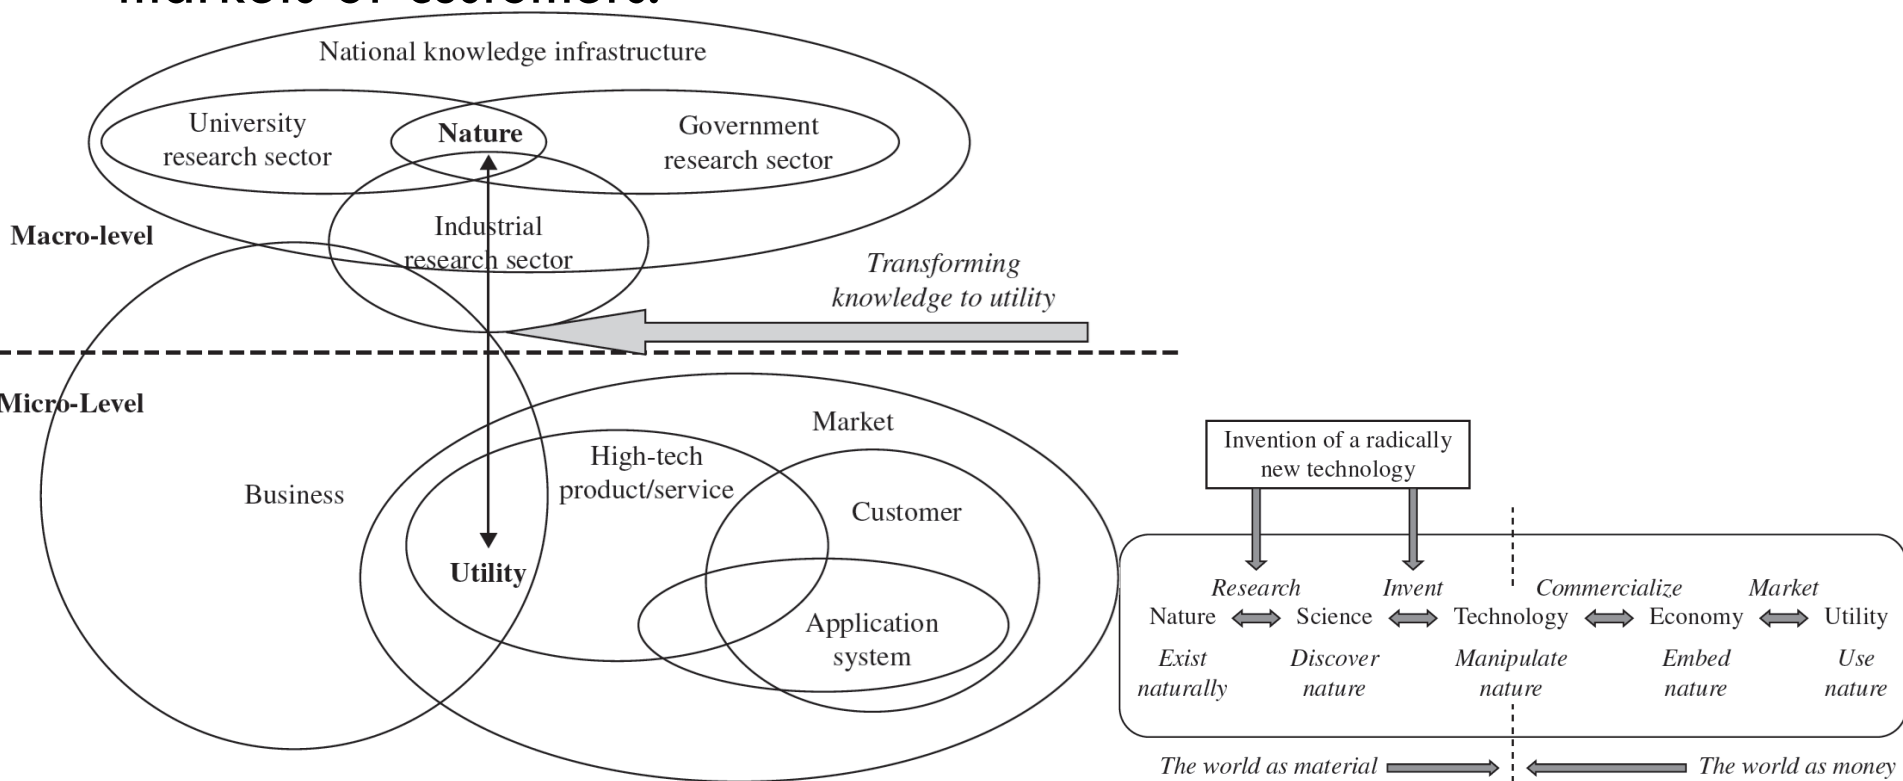 markets of customers.
National knowledge infrastructure
University
research sector
Nature
Government
research sector
Macro-level
Industrial
research sector
Transforming
knowledge to utility
Micro-Level
Market
High-tech
product/service
Business
Customer
Utility
Application
system
Invention of a radically
new technology
Research Invent Commercialize Market
Nature Science Technology Economy Utility
Exist Discover Manipulate Embed Use
naturally nature nature nature nature
The world as material The world as money